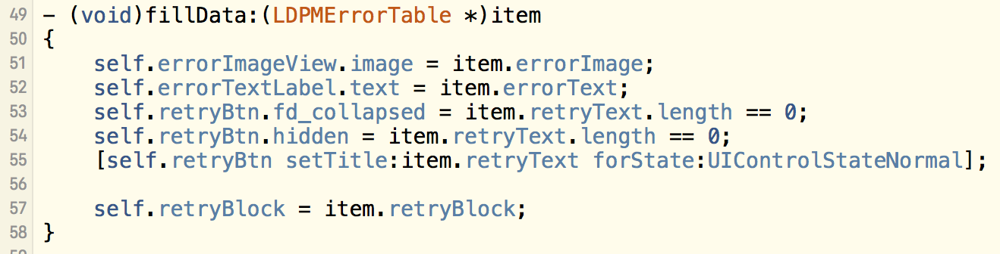 49 - (void)fillData:(LDPMErrorTable *)item
50 {
51     self.errorImageView.image = item.errorImage;
52     self.errorTextLabel.text = item.errorText;
53     self.retryBtn.fd_collapsed = item.retryText.length == 0;
54     self.retryBtn.hidden = item.retryText.length == 0;
55     [self.retryBtn setTitle:item.retryText forState:UIControlStateNormal];
56
57     self.retryBlock = item.retryBlock;
58 }